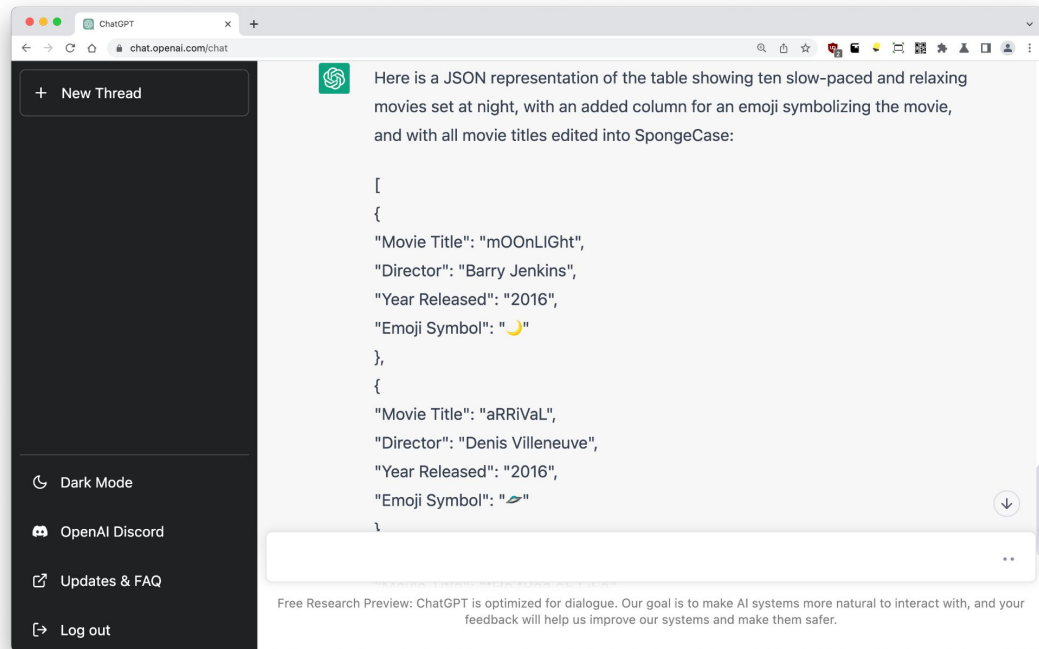 ChatGPT
chat.openai.com/chat
2
New Thread
Here is a JSON representation of the table showing ten slow-paced and relaxing
movies set at night, with an added column for an emoji symbolizing the movie,
and with all movie titles edited into SpongeCase:
[
{
"Movie Title": "mOOnLIGht",
"Director": "Barry Jenkins",
"Year Released": "2016",
"Emoji Symbol": "🌙"
},
{
"Movie Title": "aRRiVaL",
"Director": "Denis Villeneuve",
"Year Released": "2016",
"Emoji Symbol": "🛸"
}
Dark Mode
OpenAI Discord
Updates & FAQ
Log out
Free Research Preview: ChatGPT is optimized for dialogue. Our goal is to make AI systems more natural to interact with, and your
feedback will help us improve our systems and make them safer.